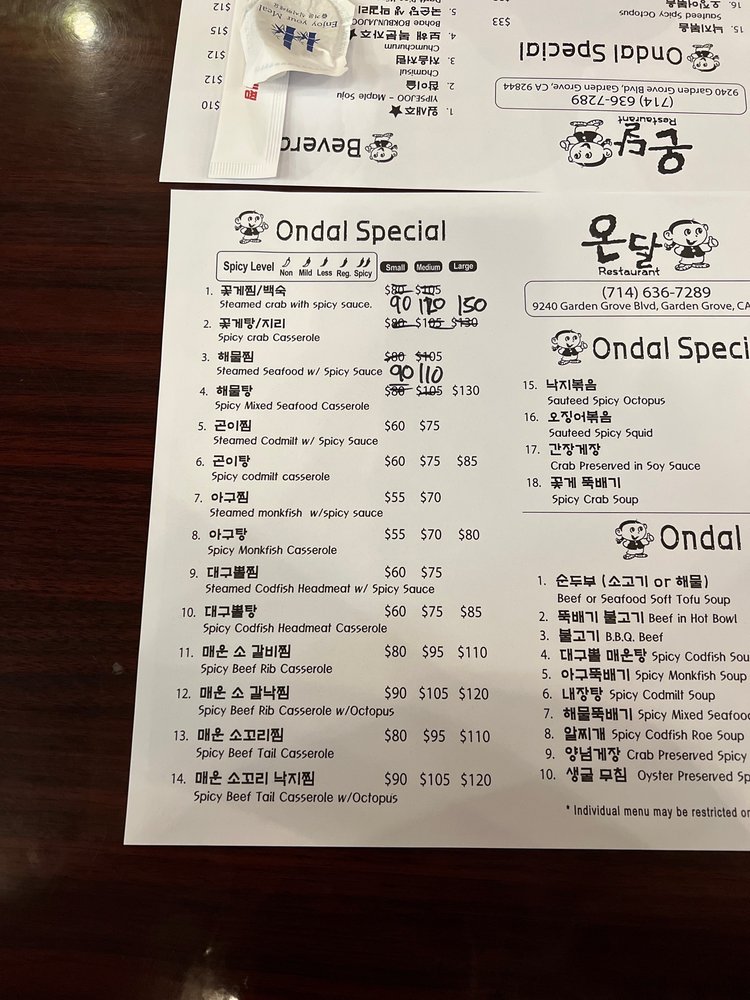 Enjoy your Meal
Bohae BOKBUNJAJOO
Chumchurum
3. 처음처럼
Chamisul
2. 참이슬
YIPSEJOO - Maple Soju
1. 잎새주★
$15
$12
$12
$10
16. 오징어볶음
Sauteed Spicy Octopus
15. 낙지볶음
$33
Ondal Special
9240 Garden Grove Blvd, Garden Grove, CA 92844
(714) 636-7289
Restaurant
온달
Ondal Special
Spicy Level Non Mild Less Reg. Spicy Small Medium Large
1. 꽃게찜/백숙 $80 $105
Steamed crab with spicy sauce. 90 120 150
2. 꽃게탕/지리 $80 $105 $130
Spicy crab Casserole
3. 해물찜 $80 $105
Steamed Seafood w/ Spicy Sauce 90 110
4. 해물탕 $80 $105 $130
Spicy Mixed Seafood Casserole
5. 곤이찜 $60 $75
Steamed Codmilt w/ Spicy Sauce
6. 곤이탕 $60 $75 $85
Spicy codmilt casserole
7. 아구찜 $55 $70
Steamed monkfish w/spicy sauce
8. 아구탕 $55 $70 $80
Spicy Monkfish Casserole
9. 대구뽈찜 $60 $75
Steamed Codfish Headmeat w/ Spicy Sauce
10. 대구뽈탕 $60 $75 $85
Spicy Codfish Headmeat Casserole
11. 매운 소 갈비찜 $80 $95 $110
Spicy Beef Rib Casserole
12. 매운 소 갈낙찜 $90 $105 $120
Spicy Beef Rib Casserole w/Octopus
13. 매운 소꼬리찜 $80 $95 $110
Spicy Beef Tail Casserole
14. 매운 소꼬리 낙지찜 $90 $105 $120
Spicy Beef Tail Casserole w/Octopus
온달
Restaurant
(714) 636-7289
9240 Garden Grove Blvd, Garden Grove, CA
Ondal Speci
15. 낙지볶음
Sauteed Spicy Octopus
16. 오징어볶음
Sauteed Spicy Squid
17. 간장게장
Crab Preserved in Soy Sauce
18. 꽃게 뚝배기
Spicy Crab Soup
Ondal
1. 순두부 (소고기 or 해물)
Beef or Seafood Soft Tofu Soup
2. 뚝배기 불고기 Beef in Hot Bowl
3. 불고기 B.B.Q. Beef
4. 대구뽈 매운탕 Spicy Codfish Sou
5. 아구뚝배기 Spicy Monkfish Soup
6. 내장탕 Spicy Codmilt Soup
7. 해물뚝배기 Spicy Mixed Seafoo
8. 알찌개 Spicy Codfish Roe Soup
9. 양념게장 Crab Preserved Spicy
10. 생굴 무침 Oyster Preserved Sp
* Individual menu may be restricted or